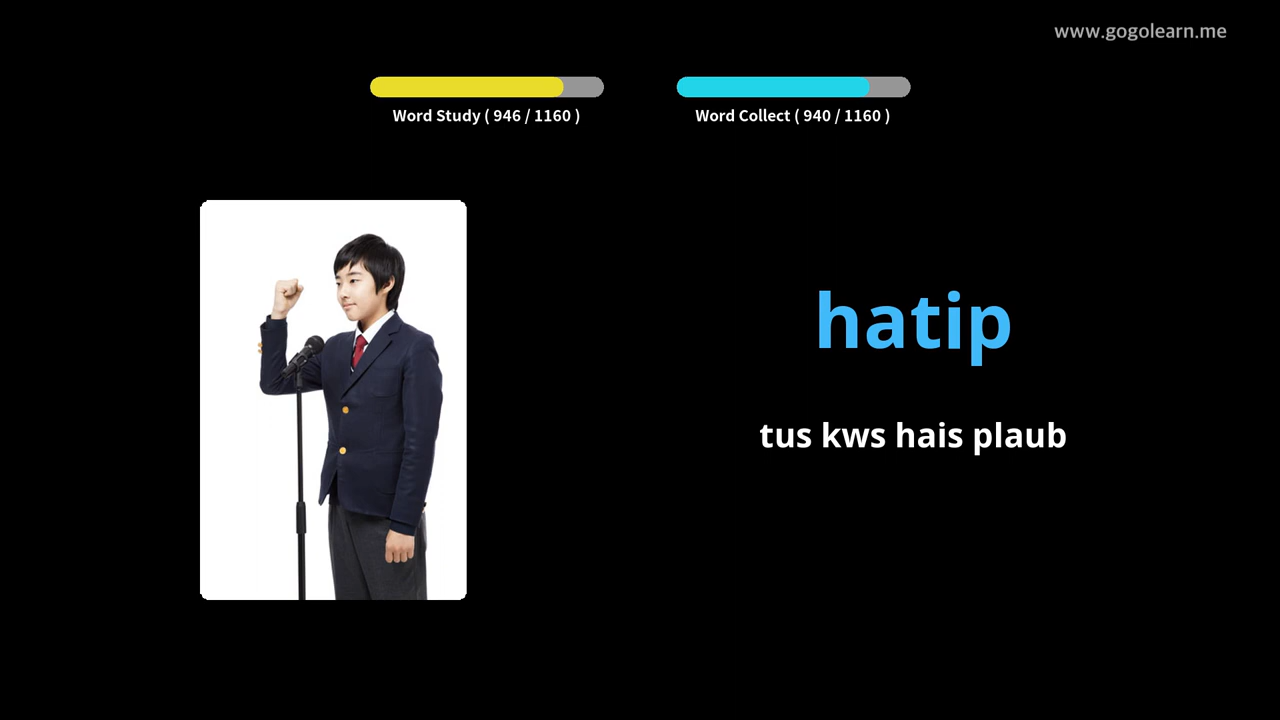 www.gogolearn.me
Word Study ( 946 / 1160 )
Word Collect ( 940 / 1160 )
hatip
tus kws hais plaub